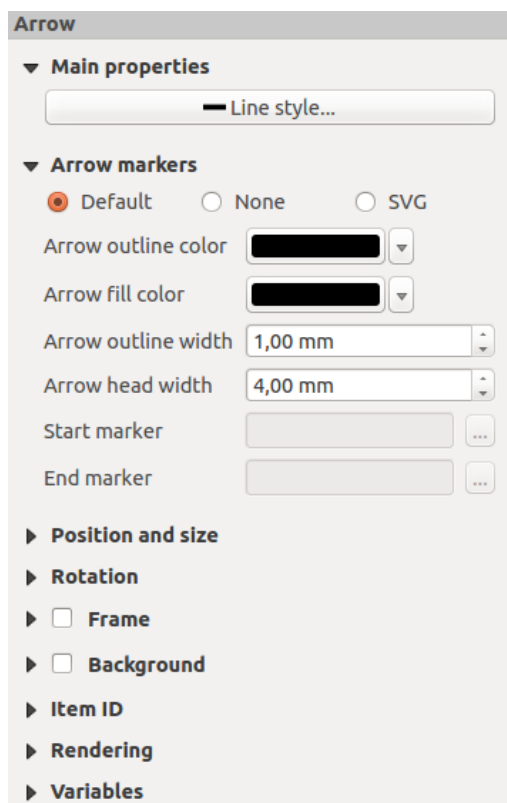 Arrow
Main properties
Line style...
Arrow markers
Default None SVG
Arrow outline color
Arrow fill color
Arrow outline width 1,00 mm
Arrow head width 4,00 mm
Start marker ...
End marker ...
Position and size
Rotation
Frame
Background
Item ID
Rendering
Variables